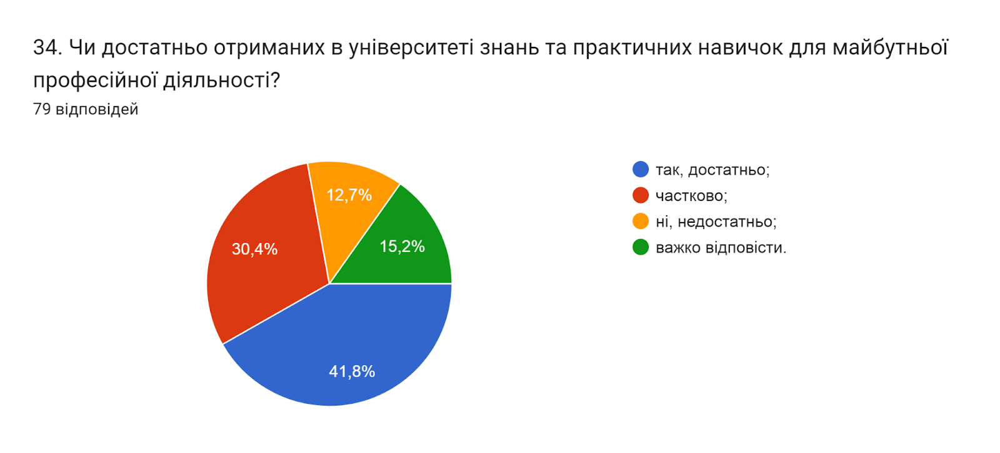 34. Чи достатньо отриманих в університеті знань та практичних навичок для майбутньої
професійної діяльності?
79 відповідей
так, достатньо;
частково;
ні, недостатньо;
важко відповісти.
12,7%
15,2%
30,4%
41,8%